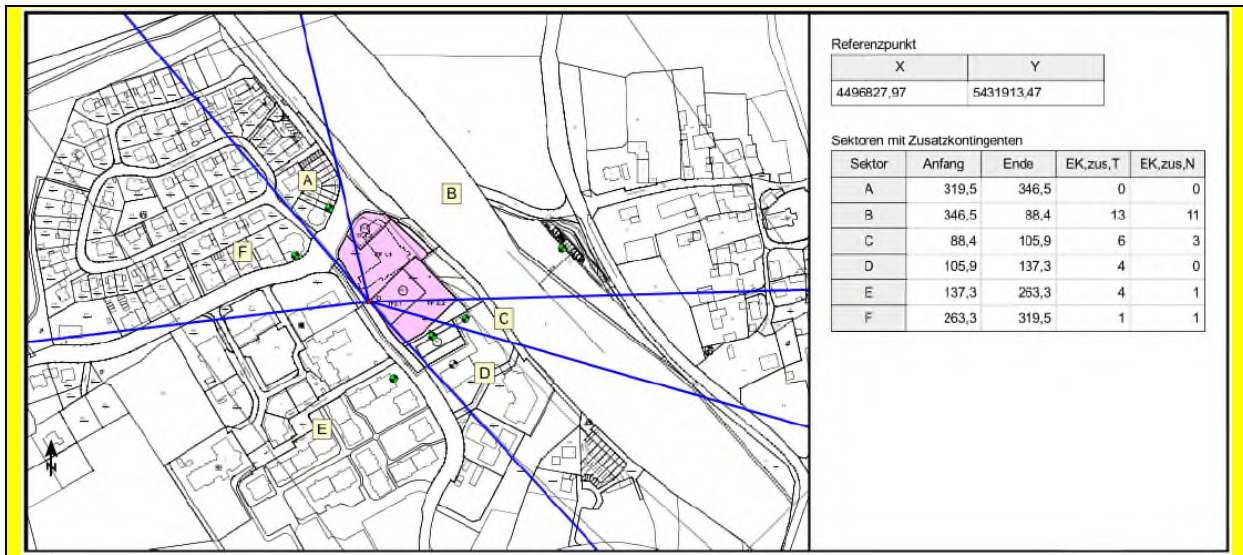 A
B
F
C
D
E
N
Referenzpunkt
X Y
4496827,97 5431913,47
Sektoren mit Zusatzkontingenten
Sektor Anfang Ende EK,zus,T EK,zus,N
A 319,5 346,5 0 0
B 346,5 88,4 13 11
C 88,4 105,9 6 3
D 105,9 137,3 4 0
E 137,3 263,3 4 1
F 263,3 319,5 1 1